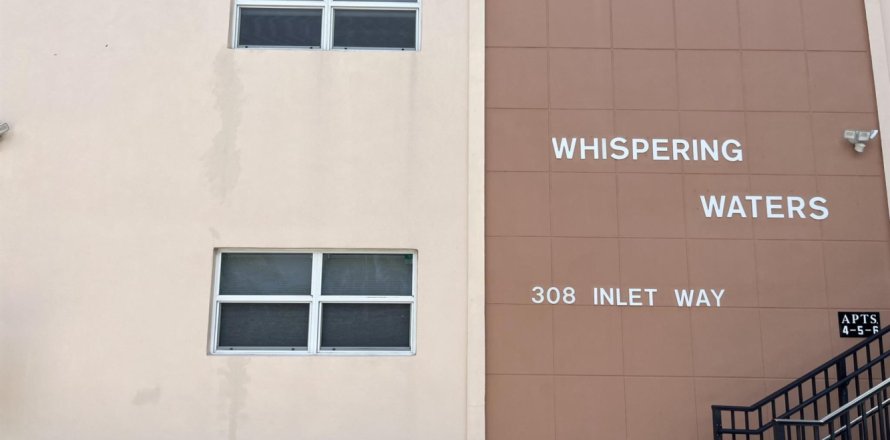 WHISPERING
WATERS
308 INLET WAY
APTS.
4-5-6